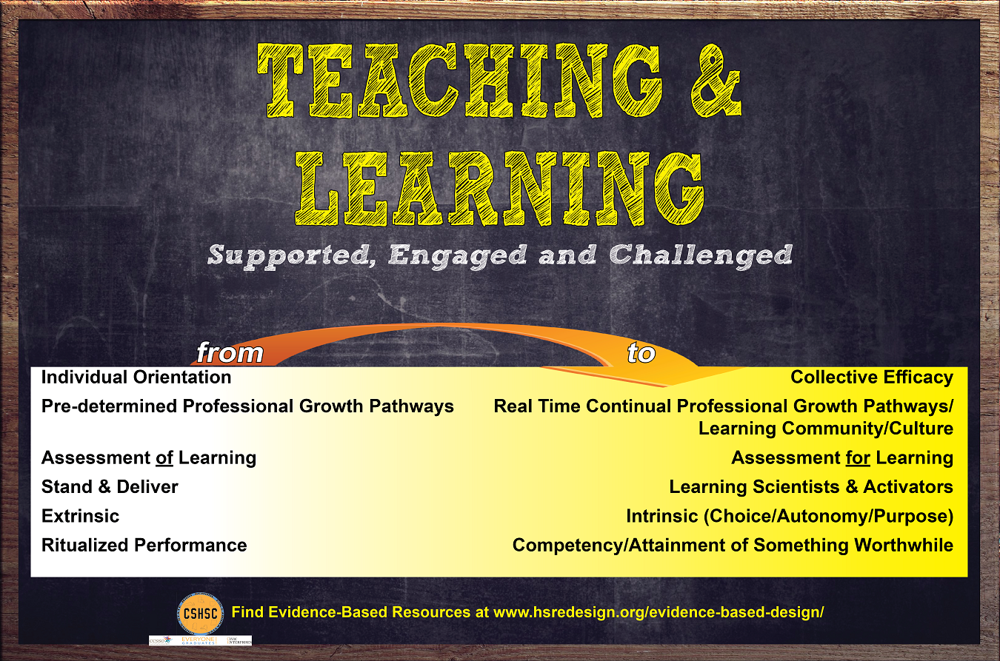 TEACHING &
LEARNING
Supported, Engaged and Challenged
from
to
Individual Orientation
Collective Efficacy
Pre-determined Professional Growth Pathways
Real Time Continual Professional Growth Pathways/
Learning Community/Culture
Assessment of Learning
Assessment for Learning
Stand & Deliver
Learning Scientists & Activators
Extrinsic
Intrinsic (Choice/Autonomy/Purpose)
Ritualized Performance
Competency/Attainment of Something Worthwhile
CSHSC
Find Evidence-Based Resources at www.hsredesign.org/evidence-based-design/
CCSSO
EVERYONE
GRADUATES